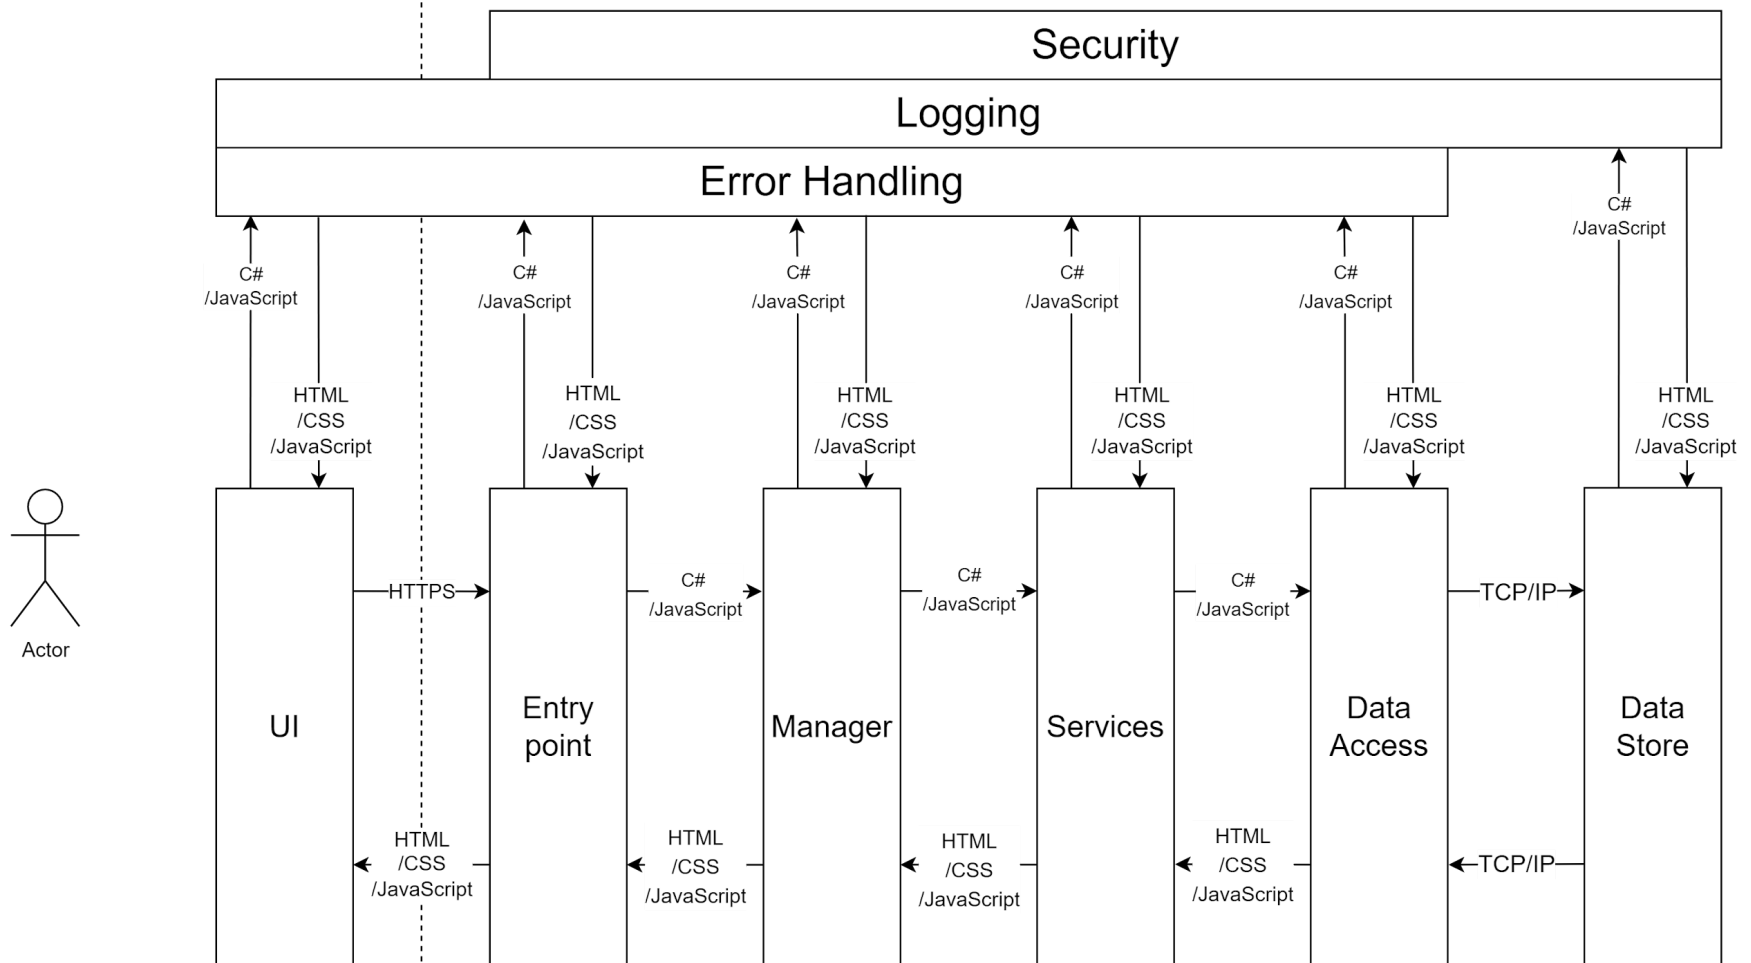 Security
Logging
Error Handling
C#
/JavaScript
C#
/JavaScript
C#
/JavaScript
C#
/JavaScript
C#
/JavaScript
C#
/JavaScript
HTML
/CSS
/JavaScript
HTML
/CSS
/JavaScript
HTML
/CSS
/JavaScript
HTML
/CSS
/JavaScript
HTML
/CSS
/JavaScript
HTML
/CSS
/JavaScript
HTTPS
C#
/JavaScript
C#
/JavaScript
C#
/JavaScript
TCP/IP
Actor
UI
Entry
point
Manager
Services
Data
Access
Data
Store
HTML
/CSS
/JavaScript
HTML
/CSS
/JavaScript
HTML
/CSS
/JavaScript
HTML
/CSS
/JavaScript
TCP/IP